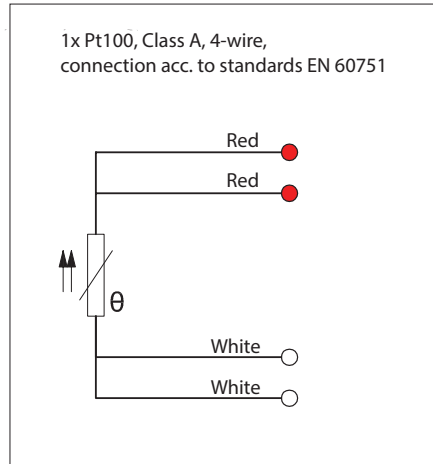 1x Pt100, Class A, 4-wire,
connection acc. to standards EN 60751
Red
Red
θ
White
White